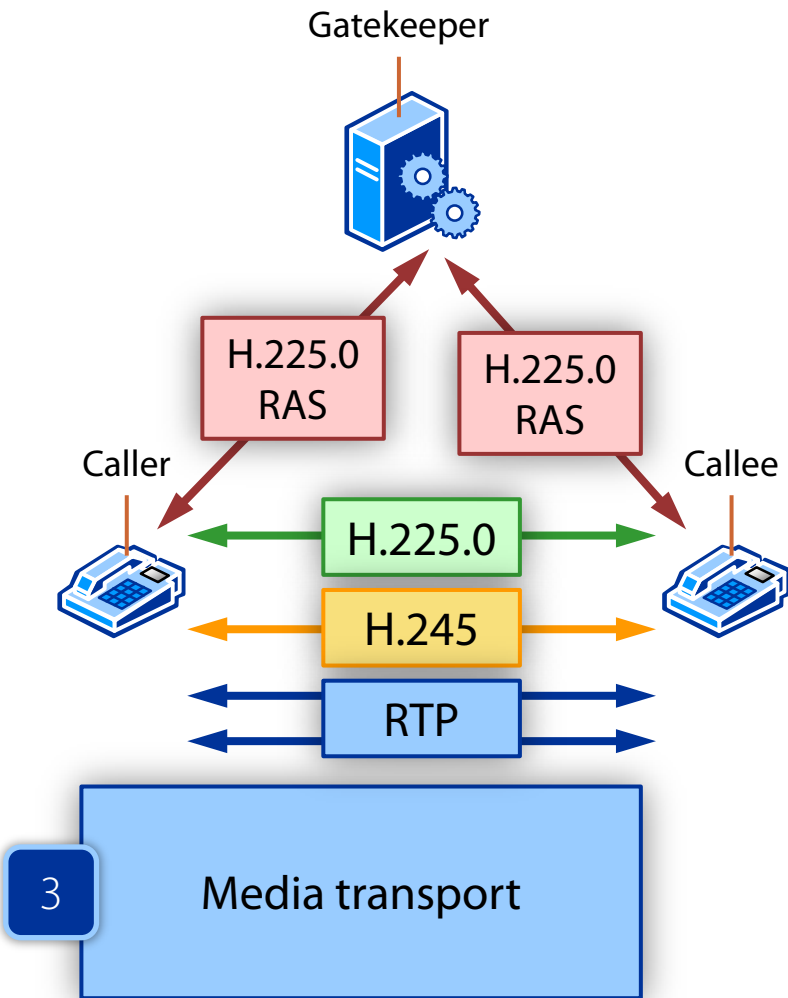 Gatekeeper
H.225.0
RAS
H.225.0
RAS
Caller
Callee
H.225.0
H.245
RTP
3
Media transport